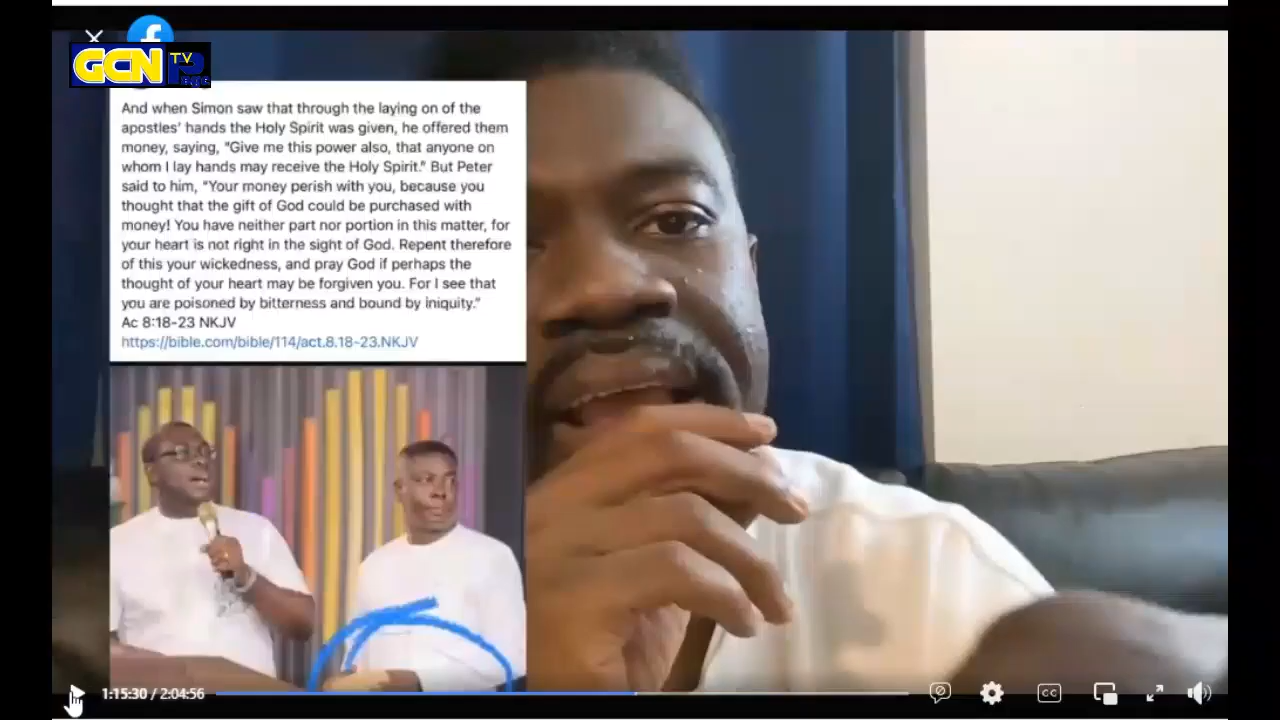 GCN TV
Page
And when Simon saw that through the laying on of the
apostles' hands the Holy Spirit was given, he offered them
money, saying, "Give me this power also, that anyone on
whom I lay hands may receive the Holy Spirit." But Peter
said to him, "Your money perish with you, because you
thought that the gift of God could be purchased with
money! You have neither part nor portion in this matter, for
your heart is not right in the sight of God. Repent therefore
of this your wickedness, and pray God if perhaps the
thought of your heart may be forgiven you. For I see that
you are poisoned by bitterness and bound by iniquity."
Ac 8:18-23 NKJV
https://bible.com/bible/114/act.8.18-23.NKJV
1:15:30 / 2:04:56
CC